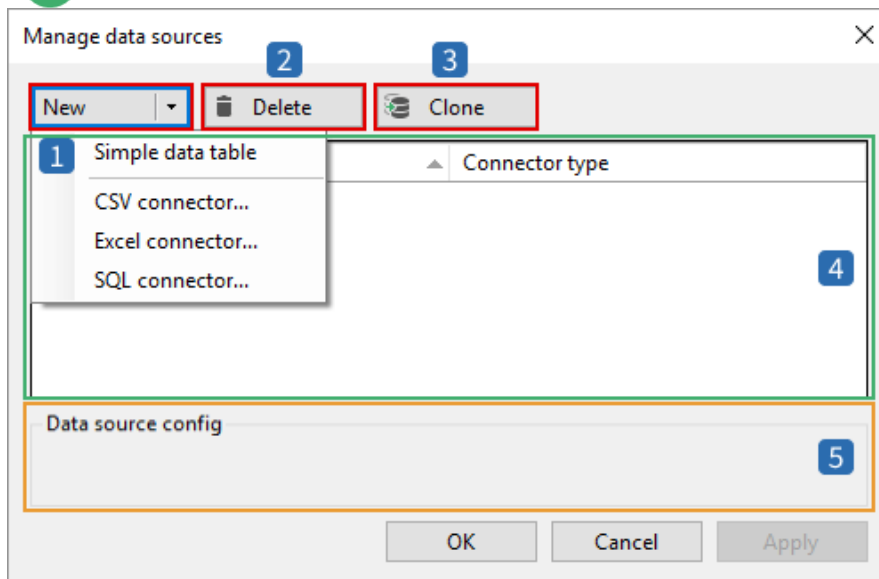 Manage data sources
2
3
New
Delete
Clone
1
Simple data table
Connector type
CSV connector...
Excel connector...
SQL connector...
4
Data source config
5
OK
Cancel
Apply